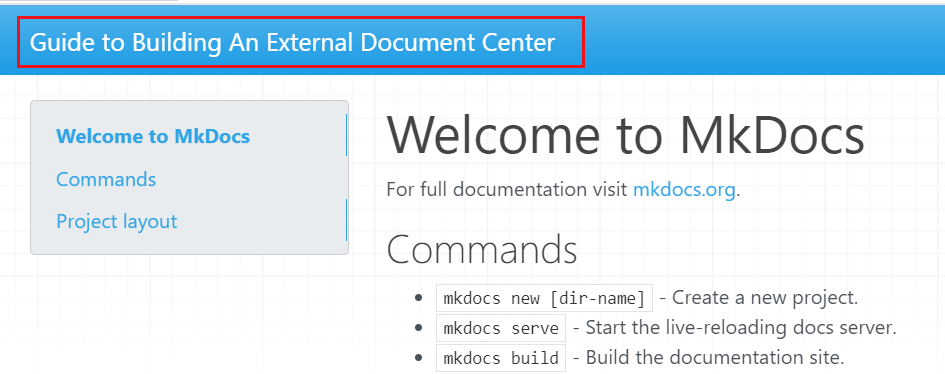 Guide to Building An External Document Center
Welcome to MkDocs
Commands
Project layout
Welcome to MkDocs
For full documentation visit mkdocs.org.
Commands
mkdocs new [dir-name] - Create a new project.
mkdocs serve - Start the live-reloading docs server.
mkdocs build - Build the documentation site.